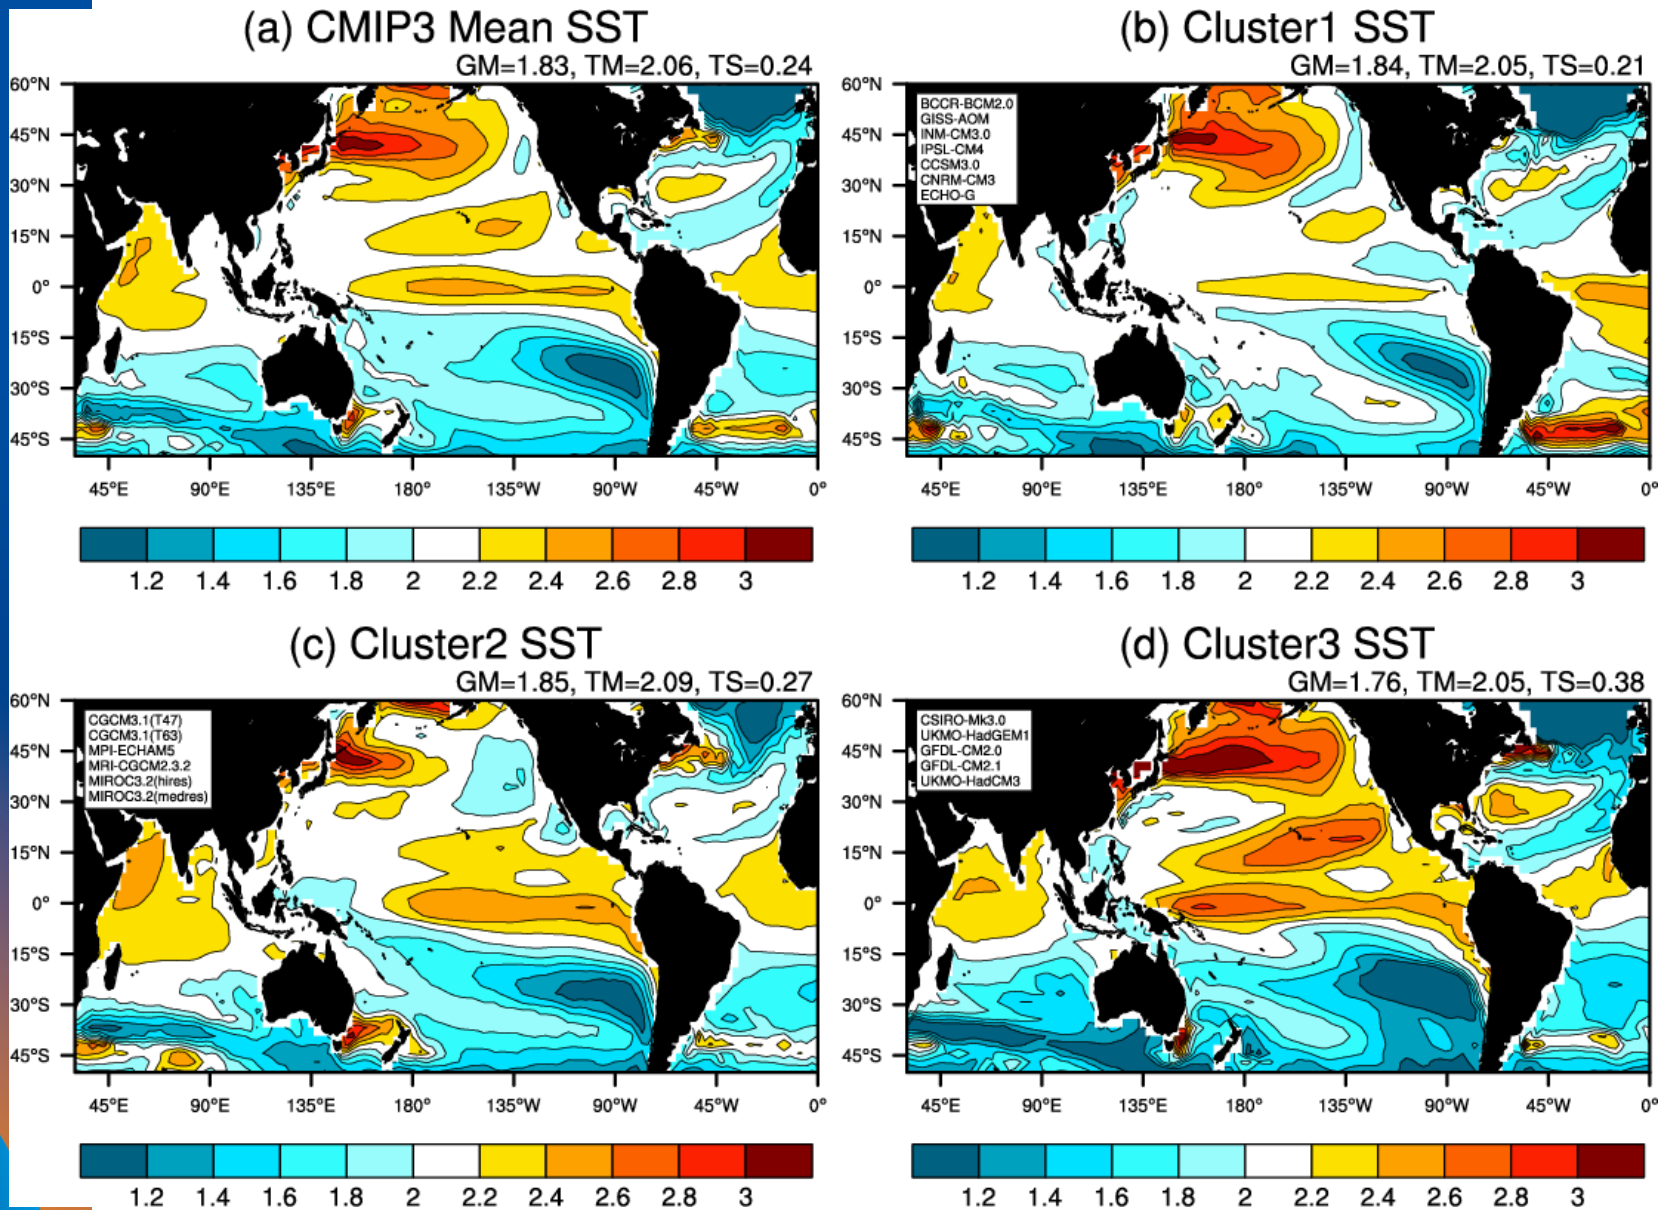 (a) CMIP3 Mean SST
GM=1.83, TM=2.06, TS=0.24
60°N
45°N
30°N
15°N
0°
15°S
30°S
45°S
45°E 90°E 135°E 180° 135°W 90°W 45°W 0°
1.2 1.4 1.6 1.8 2 2.2 2.4 2.6 2.8 3
(b) Cluster1 SST
GM=1.84, TM=2.05, TS=0.21
BCCR-BCM2.0
GISS-AOM
INM-CM3.0
IPSL-CM4
CCSM3.0
CNRM-CM3
ECHO-G
60°N
45°N
30°N
15°N
0°
15°S
30°S
45°S
45°E 90°E 135°E 180° 135°W 90°W 45°W 0°
1.2 1.4 1.6 1.8 2 2.2 2.4 2.6 2.8 3
(c) Cluster2 SST
GM=1.85, TM=2.09, TS=0.27
CGCM3.1(T47)
CGCM3.1(T63)
MPI-ECHAM5
MRI-CGCM2.3.2
MIROC3.2(hires)
MIROC3.2(medres)
60°N
45°N
30°N
15°N
0°
15°S
30°S
45°S
45°E 90°E 135°E 180° 135°W 90°W 45°W 0°
1.2 1.4 1.6 1.8 2 2.2 2.4 2.6 2.8 3
(d) Cluster3 SST
GM=1.76, TM=2.05, TS=0.38
CSIRO-Mk3.0
UKMO-HadGEM1
GFDL-CM2.0
GFDL-CM2.1
UKMO-HadCM3
60°N
45°N
30°N
15°N
0°
15°S
30°S
45°S
45°E 90°E 135°E 180° 135°W 90°W 45°W 0°
1.2 1.4 1.6 1.8 2 2.2 2.4 2.6 2.8 3